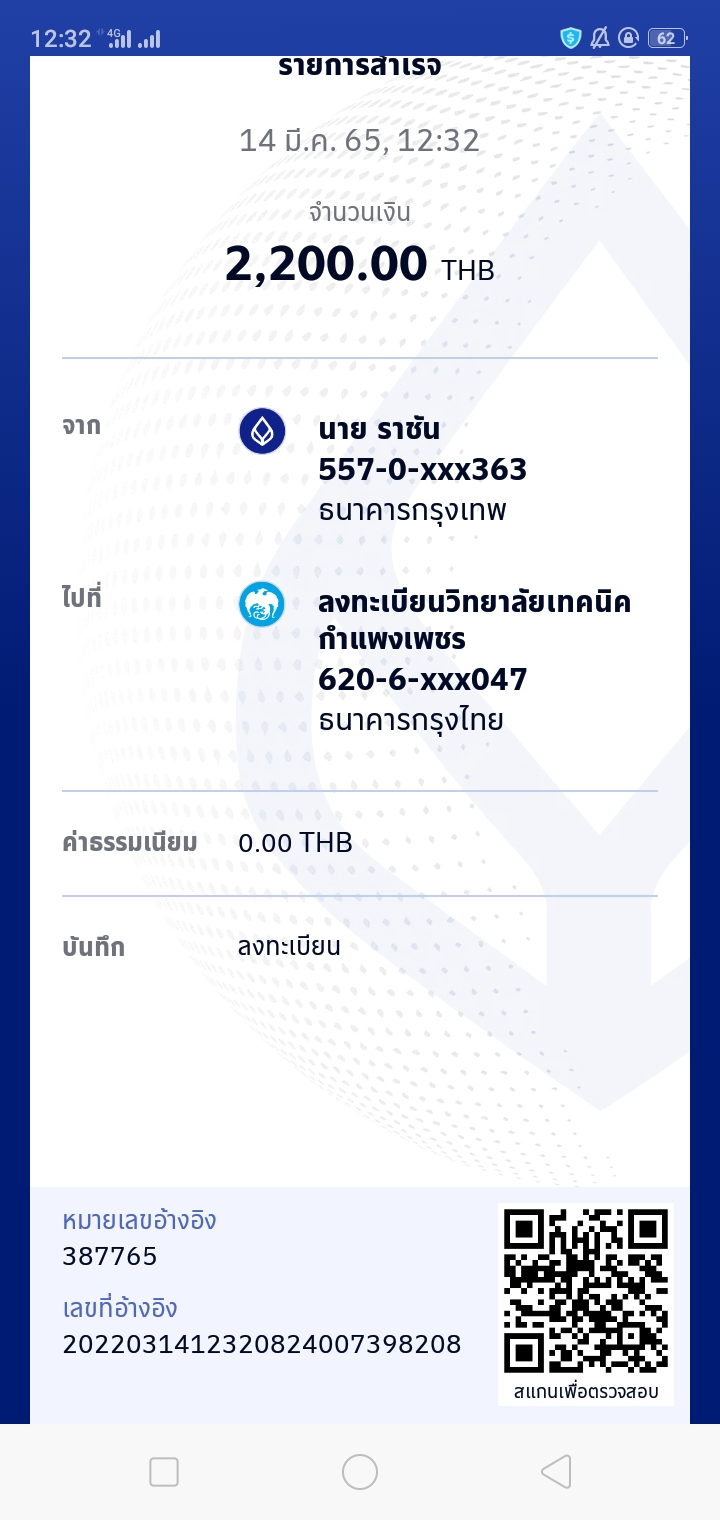 12:32 4G 62
รายการสำเร็จ
14 มี.ค. 65, 12:32
จำนวนเงิน
2,200.00 THB
จาก
นาย ราชัน
557-0-xxx363
ธนาคารกรุงเทพ
ไปที่
ลงทะเบียนวิทยาลัยเทคนิค
กำแพงเพชร
620-6-xxx047
ธนาคารกรุงไทย
ค่าธรรมเนียม 0.00 THB
บันทึก ลงทะเบียน
หมายเลขอ้างอิง
387765
เลขที่อ้างอิง
2022031412320824007398208
สแกนเพื่อตรวจสอบ